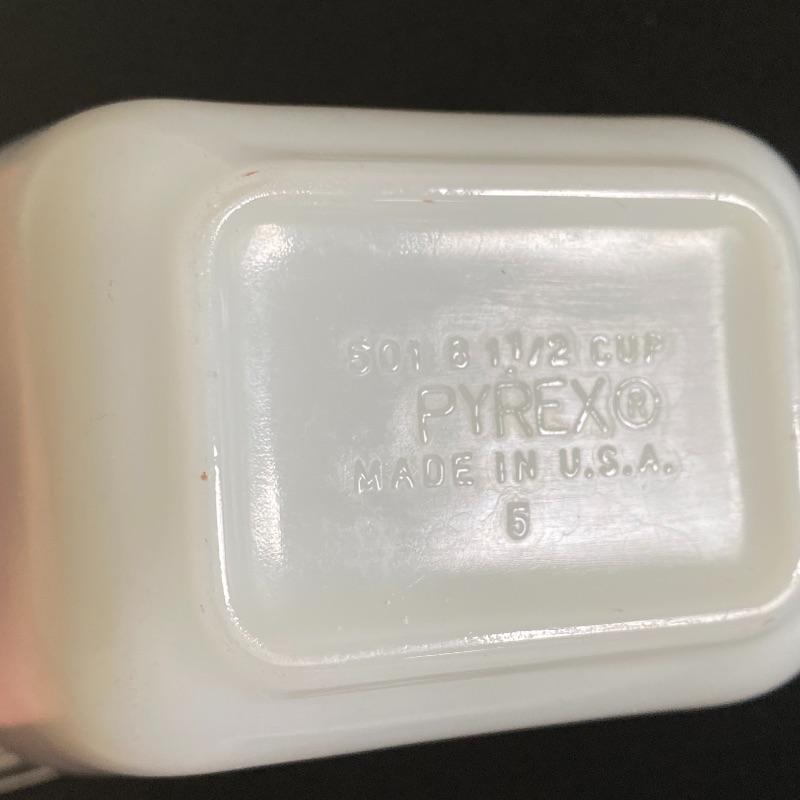 501 B 1 1/2 CUP
PYREX®
MADE IN U.S.A.
5